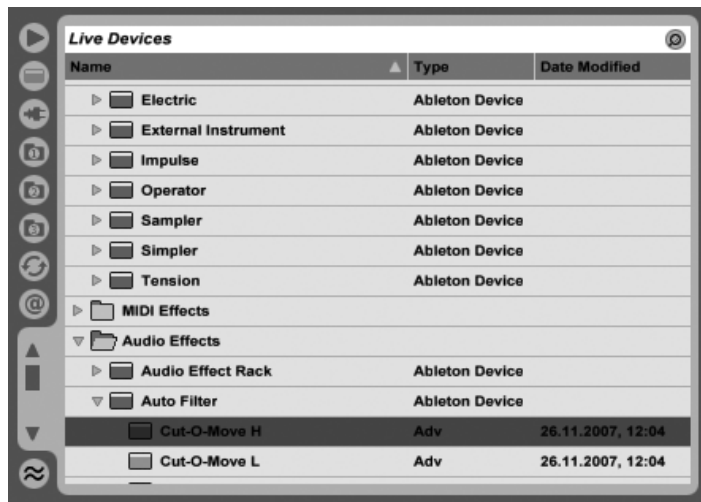 Live Devices
Name Type Date Modified
Electric Ableton Device
External Instrument Ableton Device
Impulse Ableton Device
Operator Ableton Device
Sampler Ableton Device
Simpler Ableton Device
Tension Ableton Device
MIDI Effects
Audio Effects
Audio Effect Rack Ableton Device
Auto Filter Ableton Device
Cut-O-Move H Adv 26.11.2007, 12:04
Cut-O-Move L Adv 26.11.2007, 12:04
1
2
3
@